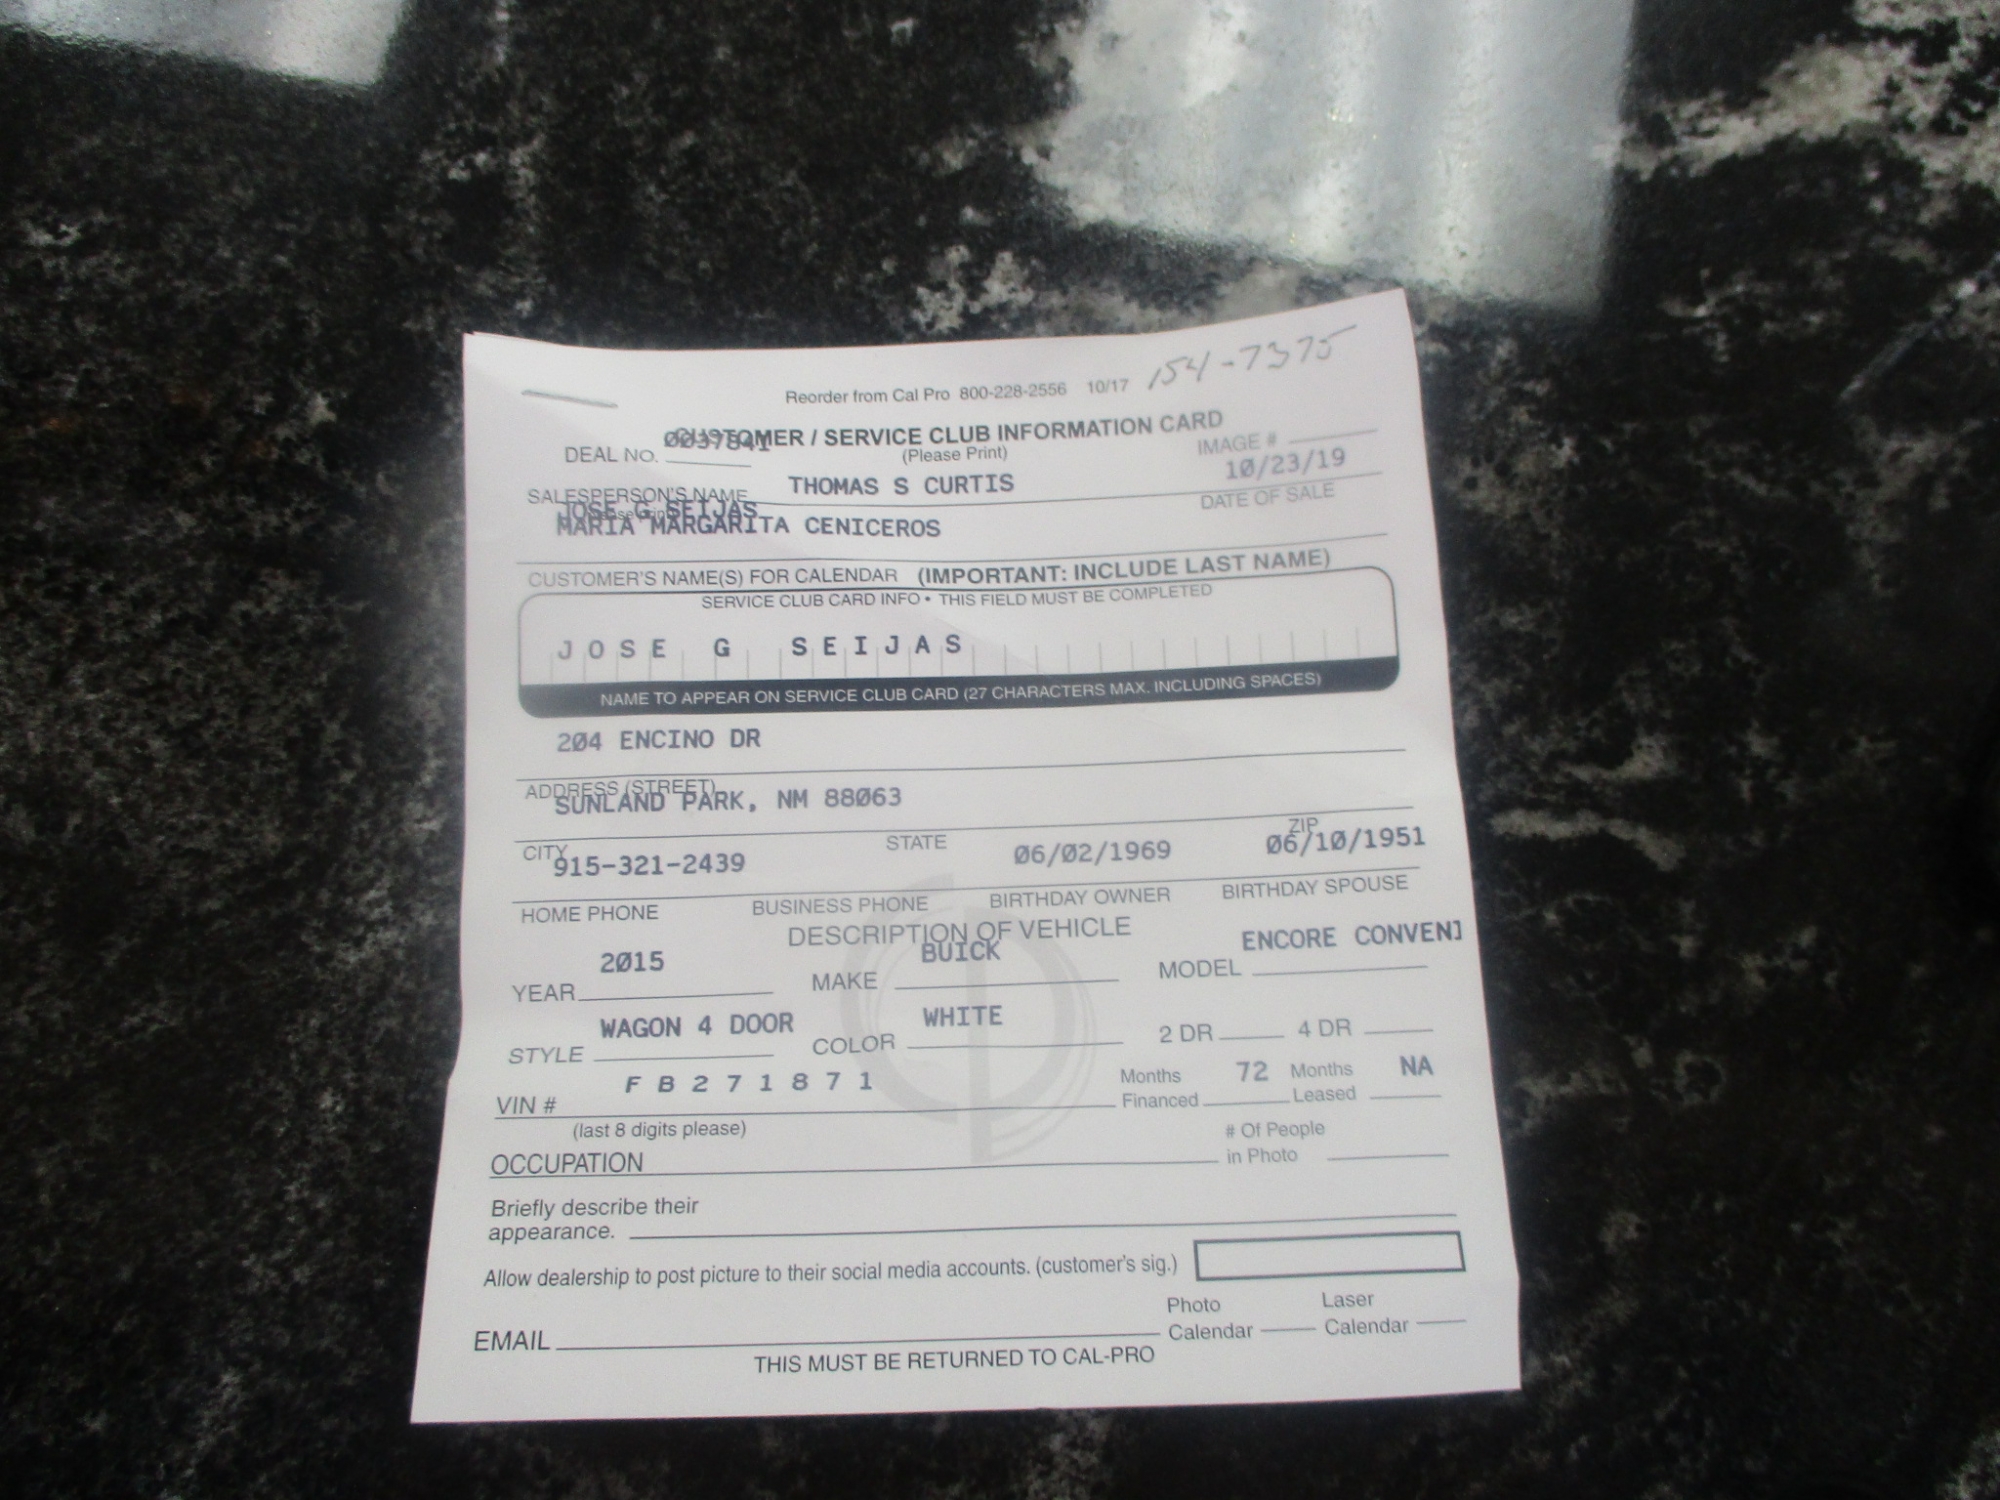 Reorder from Cal Pro 800-228-2556 10/17 154-7375
CUSTOMER / SERVICE CLUB INFORMATION CARD
DEAL NO. 0037841 (Please Print) IMAGE #
THOMAS S CURTIS 10/23/19
SALESPERSON'S NAME DATE OF SALE
JOSE G SEIJAS
MARIA MARGARITA CENICEROS
CUSTOMER'S NAME(S) FOR CALENDAR (IMPORTANT: INCLUDE LAST NAME)
SERVICE CLUB CARD INFO • THIS FIELD MUST BE COMPLETED
JOSE G SEIJAS
NAME TO APPEAR ON SERVICE CLUB CARD (27 CHARACTERS MAX. INCLUDING SPACES)
204 ENCINO DR
ADDRESS (STREET)
SUNLAND PARK, NM 88063
CITY STATE ZIP
915-321-2439 06/02/1969 06/10/1951
HOME PHONE BUSINESS PHONE BIRTHDAY OWNER BIRTHDAY SPOUSE
DESCRIPTION OF VEHICLE
2015 BUICK ENCORE CONVEN
YEAR MAKE MODEL
WAGON 4 DOOR WHITE
STYLE COLOR 2 DR 4 DR
FB271871 Months 72 Months NA
VIN # Financed Leased
(last 8 digits please) # Of People
OCCUPATION in Photo
Briefly describe their
appearance.
Allow dealership to post picture to their social media accounts. (customer's sig.)
Photo Laser
EMAIL Calendar Calendar
THIS MUST BE RETURNED TO CAL-PRO